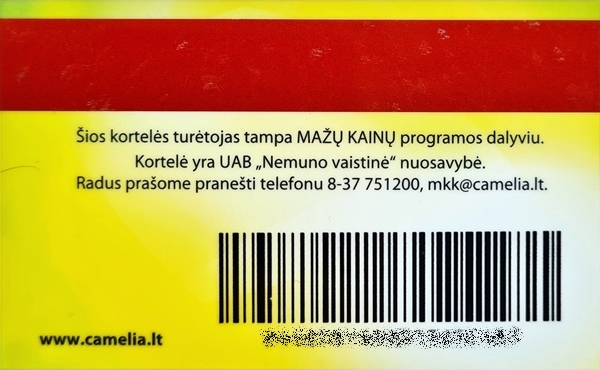 Šios kortelės turėtojas tampa MAŽŲ KAINŲ programos dalyviu.
Kortelė yra UAB „Nemuno vaistinė“ nuosavybė.
Radus prašome pranešti telefonu 8-37 751200, mkk@camelia.lt.
www.camelia.lt